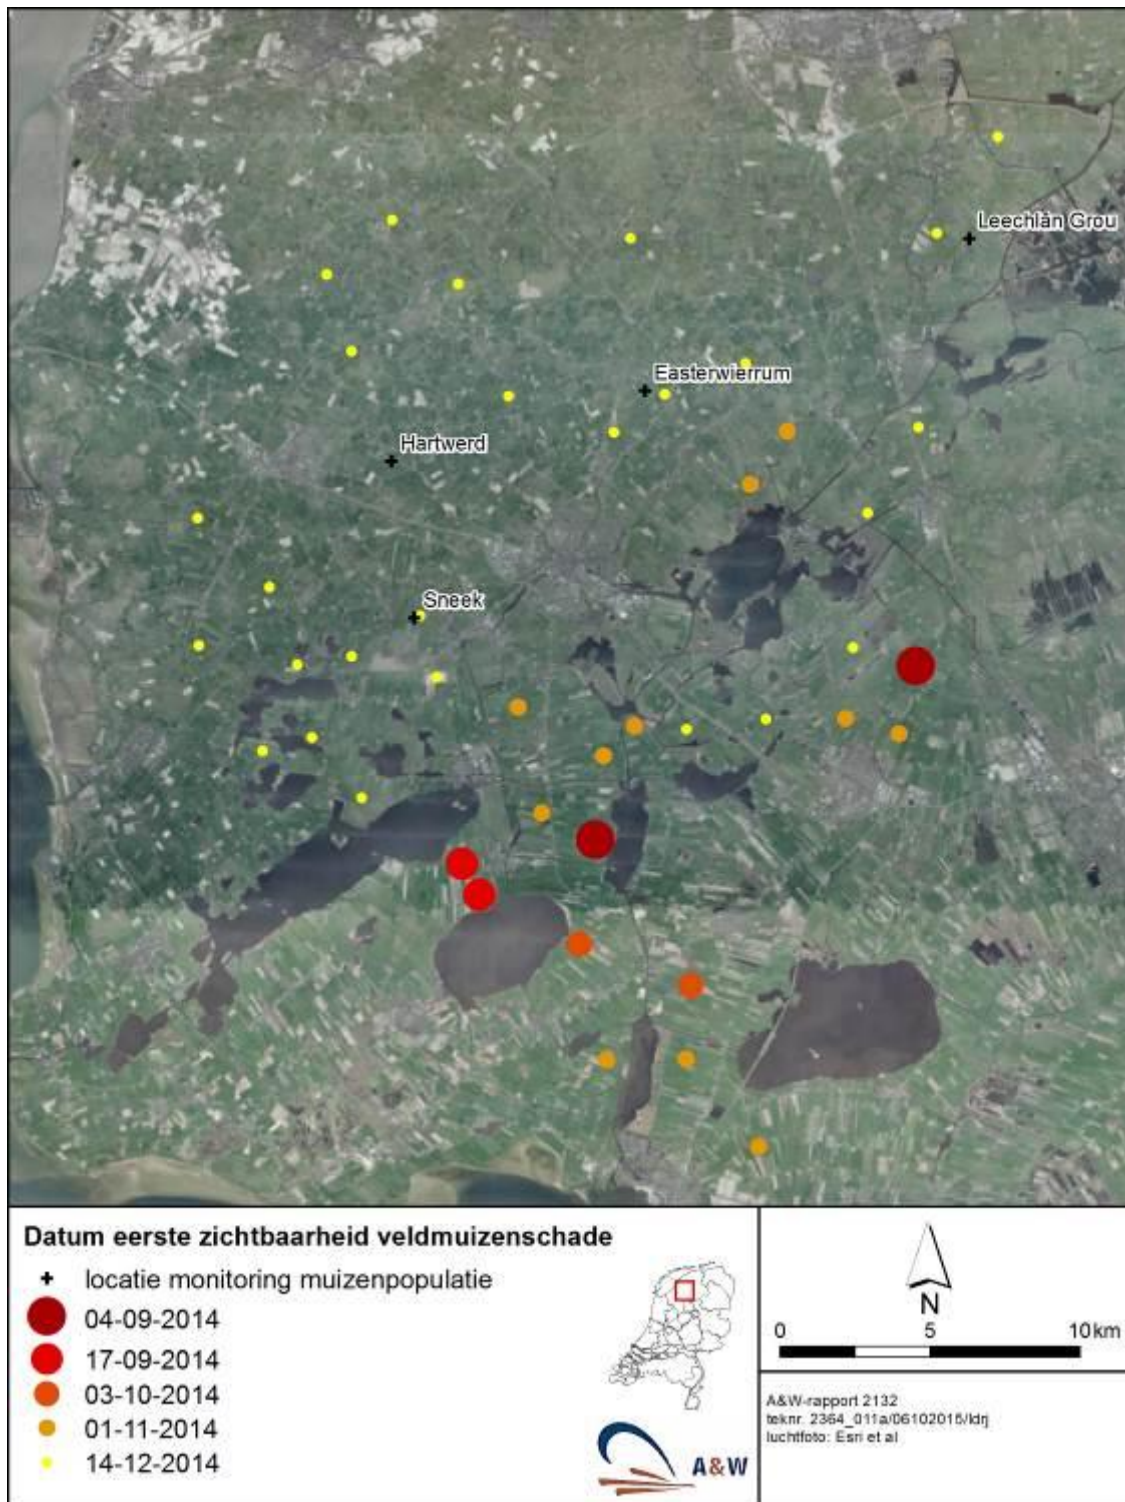 Leechlân Grou
Easterwierrum
Hartwerd
Sneek
Datum eerste zichtbaarheid veldmuizenschade
locatie monitoring muizenpopulatie
04-09-2014
17-09-2014
03-10-2014
01-11-2014
14-12-2014
A&W
N
0 5 10 km
A&W-rapport 2132
teknr. 2364_011a/06102015/ldrj
luchtfoto: Esri et al